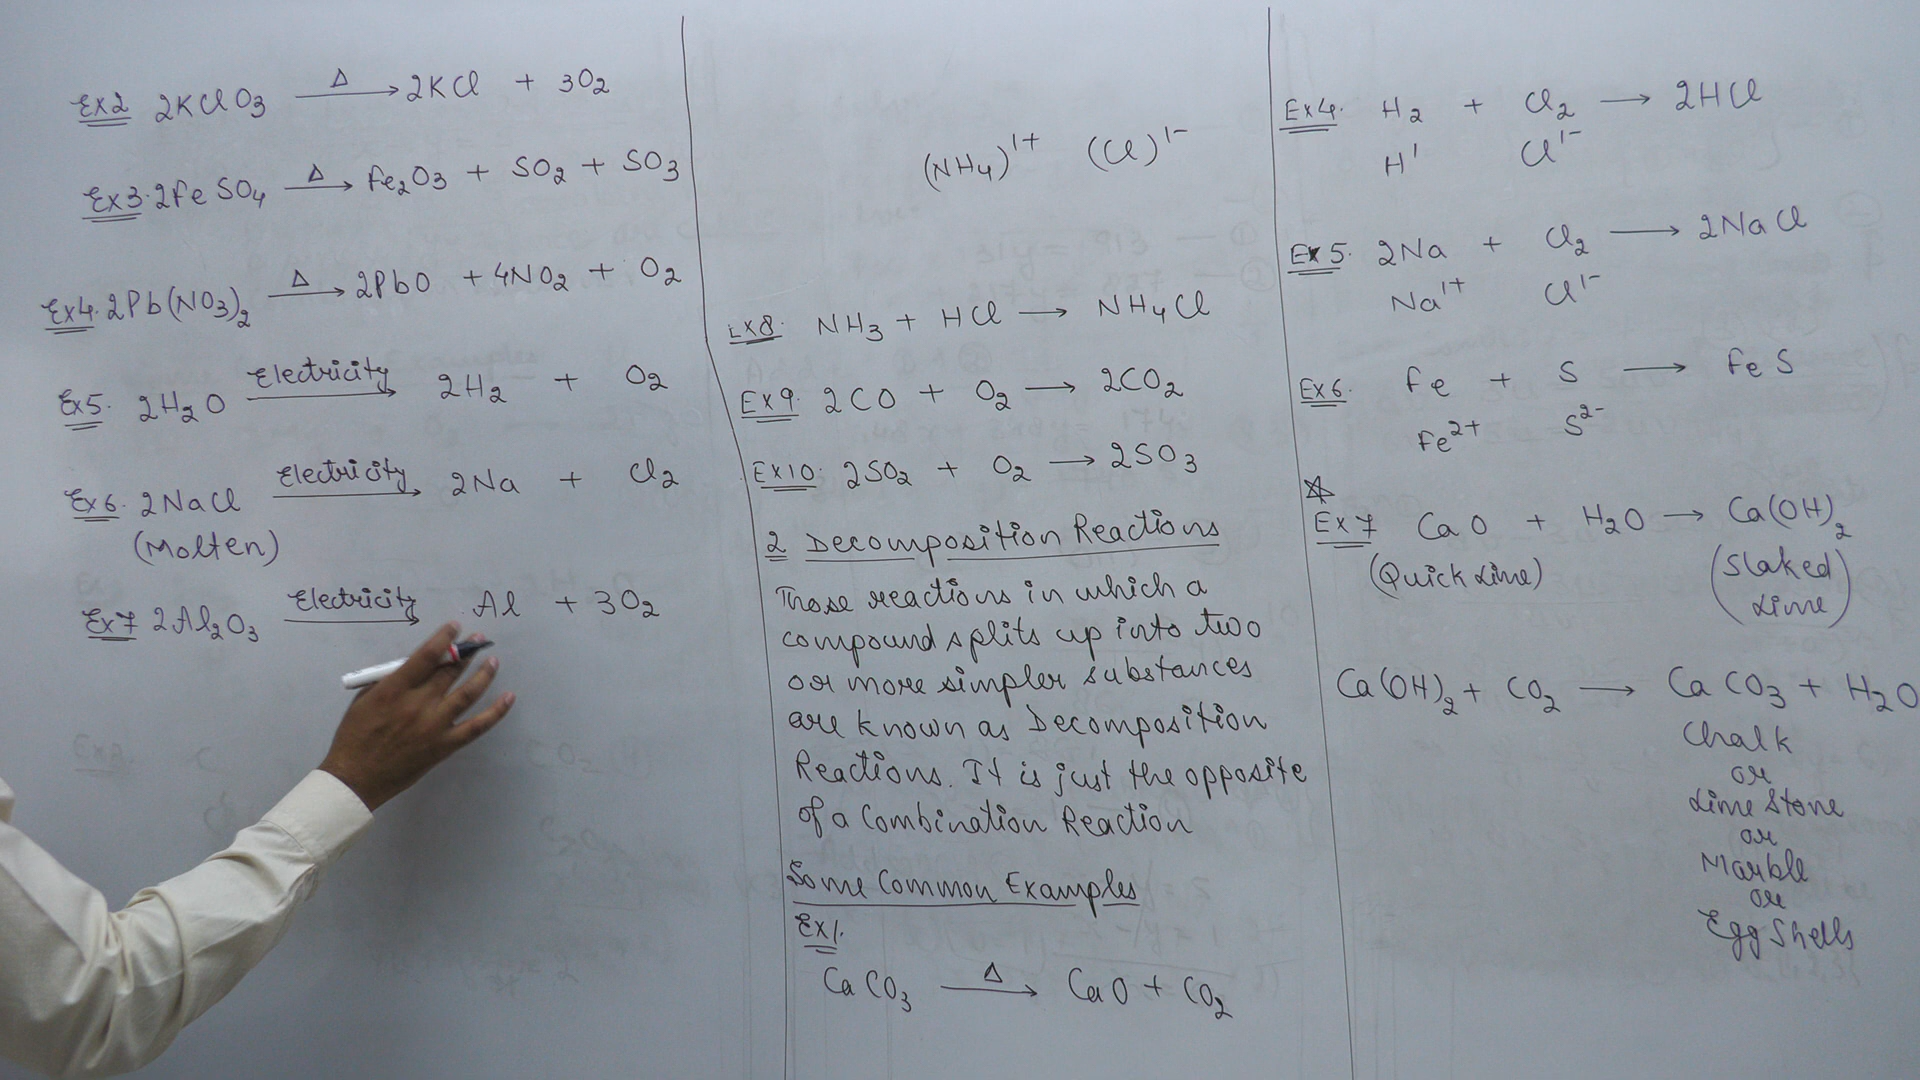 Ex2 2KClO3 —Δ→ 2KCl + 3O2
Ex3. 2FeSO4 —Δ→ Fe2O3 + SO2 + SO3
Ex4. 2Pb(NO3)2 —Δ→ 2PbO + 4NO2 + O2
Ex5. 2H2O —Electricity→ 2H2 + O2
Ex6. 2NaCl —Electricity→ 2Na + Cl2
(Molten)
Ex7 2Al2O3 —Electricity→ Al + 3O2
(NH4)1+ (Cl)1-
Ex8. NH3 + HCl → NH4Cl
Ex9. 2CO + O2 → 2CO2
Ex10. 2SO2 + O2 → 2SO3
2 Decomposition Reactions
Those reactions in which a
compound splits up into two
or more simpler substances
are known as Decomposition
Reactions. It is just the opposite
of a Combination Reaction
Some Common Examples
Ex1.
CaCO3 —Δ→ CaO + CO2
Ex4. H2 + Cl2 → 2HCl
H1 Cl1-
Ex5. 2Na + Cl2 → 2NaCl
Na1+ Cl1-
Ex6. Fe + S → FeS
Fe2+ S2-
Ex7 CaO + H2O → Ca(OH)2
(Quick Lime) (Slaked
Lime)
Ca(OH)2 + CO2 → CaCO3 + H2O
Chalk
or
Lime Stone
or
Marble
or
Egg Shells